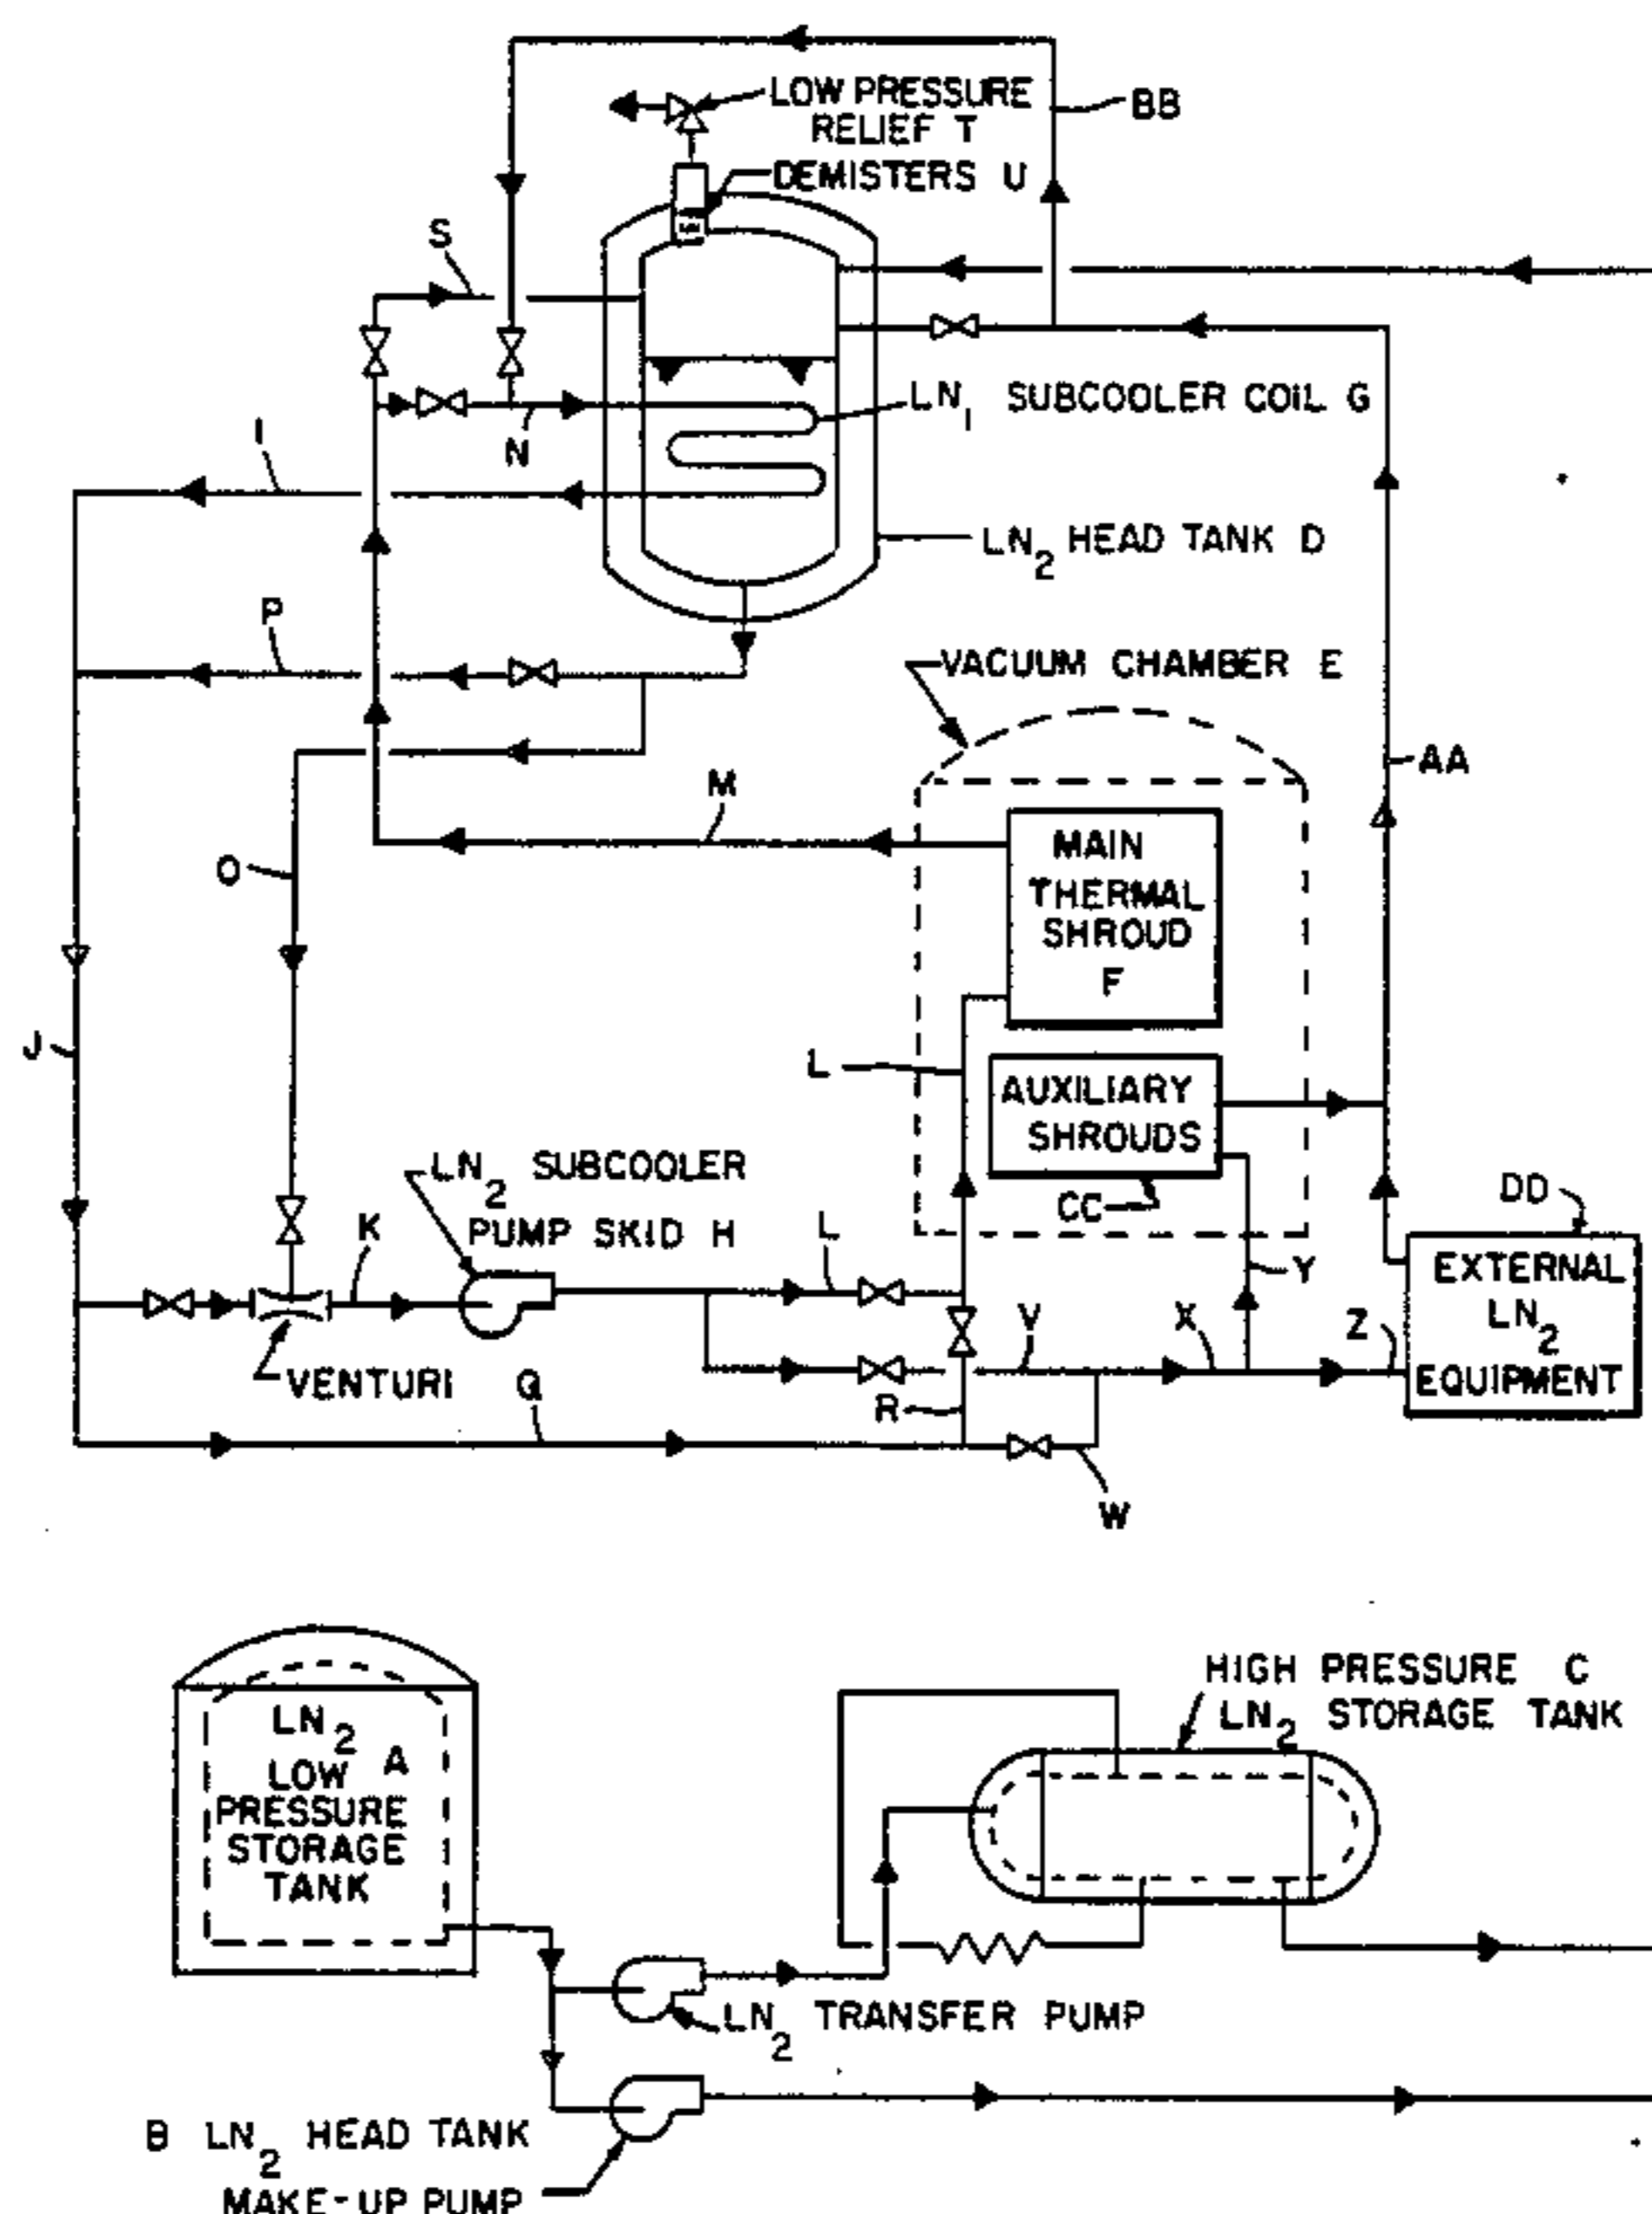 BB
LOW PRESSURE
RELIEF T
DEMISTERS U
S
LN1 SUBCOOLER COIL G
N
I
LN2 HEAD TANK D
P
VACUUM CHAMBER E
AA
M
MAIN
THERMAL
SHROUD
F
O
J
L
AUXILIARY
SHROUDS
CC
LN2 SUBCOOLER
PUMP SKID H
DD
K
L
EXTERNAL
LN2
EQUIPMENT
Y
V
X
Z
VENTURI
Q
R
W
LN2
LOW A
PRESSURE
STORAGE
TANK
HIGH PRESSURE C
LN2 STORAGE TANK
LN2 TRANSFER PUMP
B LN2 HEAD TANK
MAKE-UP PUMP